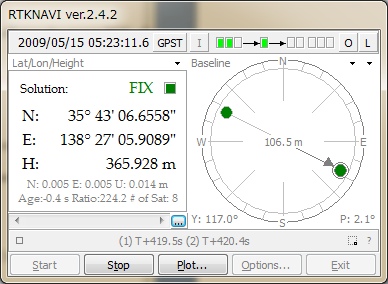 RTKNAVI ver.2.4.2
2009/05/15 05:23:11.6 GPST I O L
Lat/Lon/Height
Solution: FIX
N: 35° 43' 06.6558"
E: 138° 27' 05.9089"
H: 365.928 m
N: 0.005 E: 0.005 U: 0.014 m
Age:-0.4 s Ratio:224.2 # of Sat: 8
...
Baseline
N
W
E
S
106.5 m
Y: 117.0°
P: 2.1°
(1) T+419.5s (2) T+420.4s
?
Start Stop Plot... Options... Exit